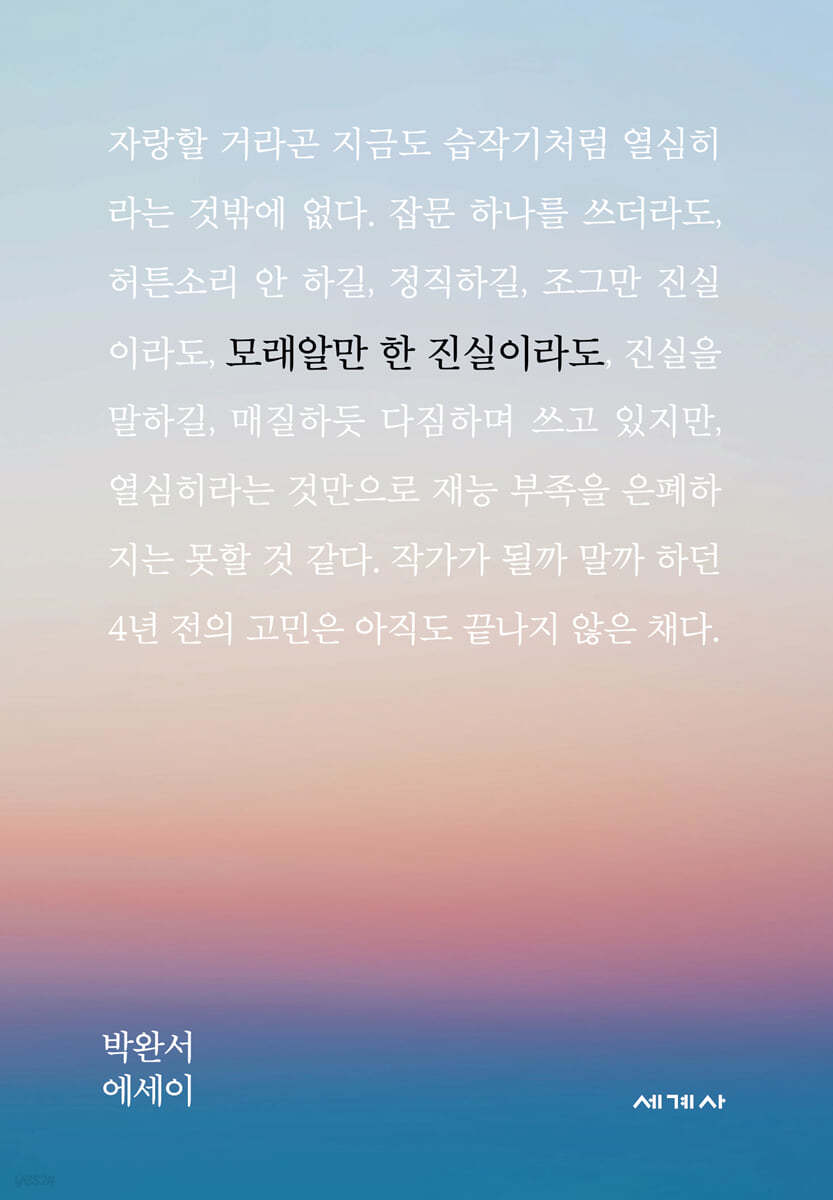 자랑할 거라곤 지금도 습작기처럼 열심히
라는 것밖에 없다. 잡문 하나를 쓰더라도,
허튼소리 안 하길, 정직하길, 조그만 진실
이라도, 모래알만 한 진실이라도, 진실을
말하길, 매질하듯 다짐하며 쓰고 있지만,
열심히라는 것만으로 재능 부족을 은폐하
지는 못할 것 같다. 작가가 될까 말까 하던
4년 전의 고민은 아직도 끝나지 않은 채다.
박완서
에세이
세계사
yes24